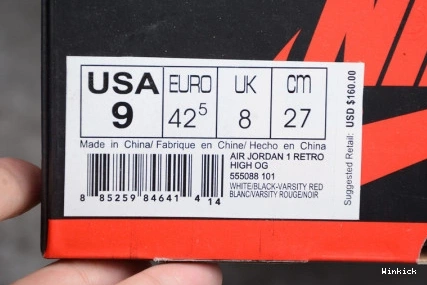 USA EURO UK cm
9 42⁵ 8 27
Made in China/ Fabrique en Chine/ Hecho en China
AIR JORDAN 1 RETRO
HIGH OG
555088 101
WHITE/BLACK-VARSITY RED
BLANC/VARSITY ROUGE/NOIR
8 85259 84641 4 14
Suggested Retail: USD $160.00
Winkick